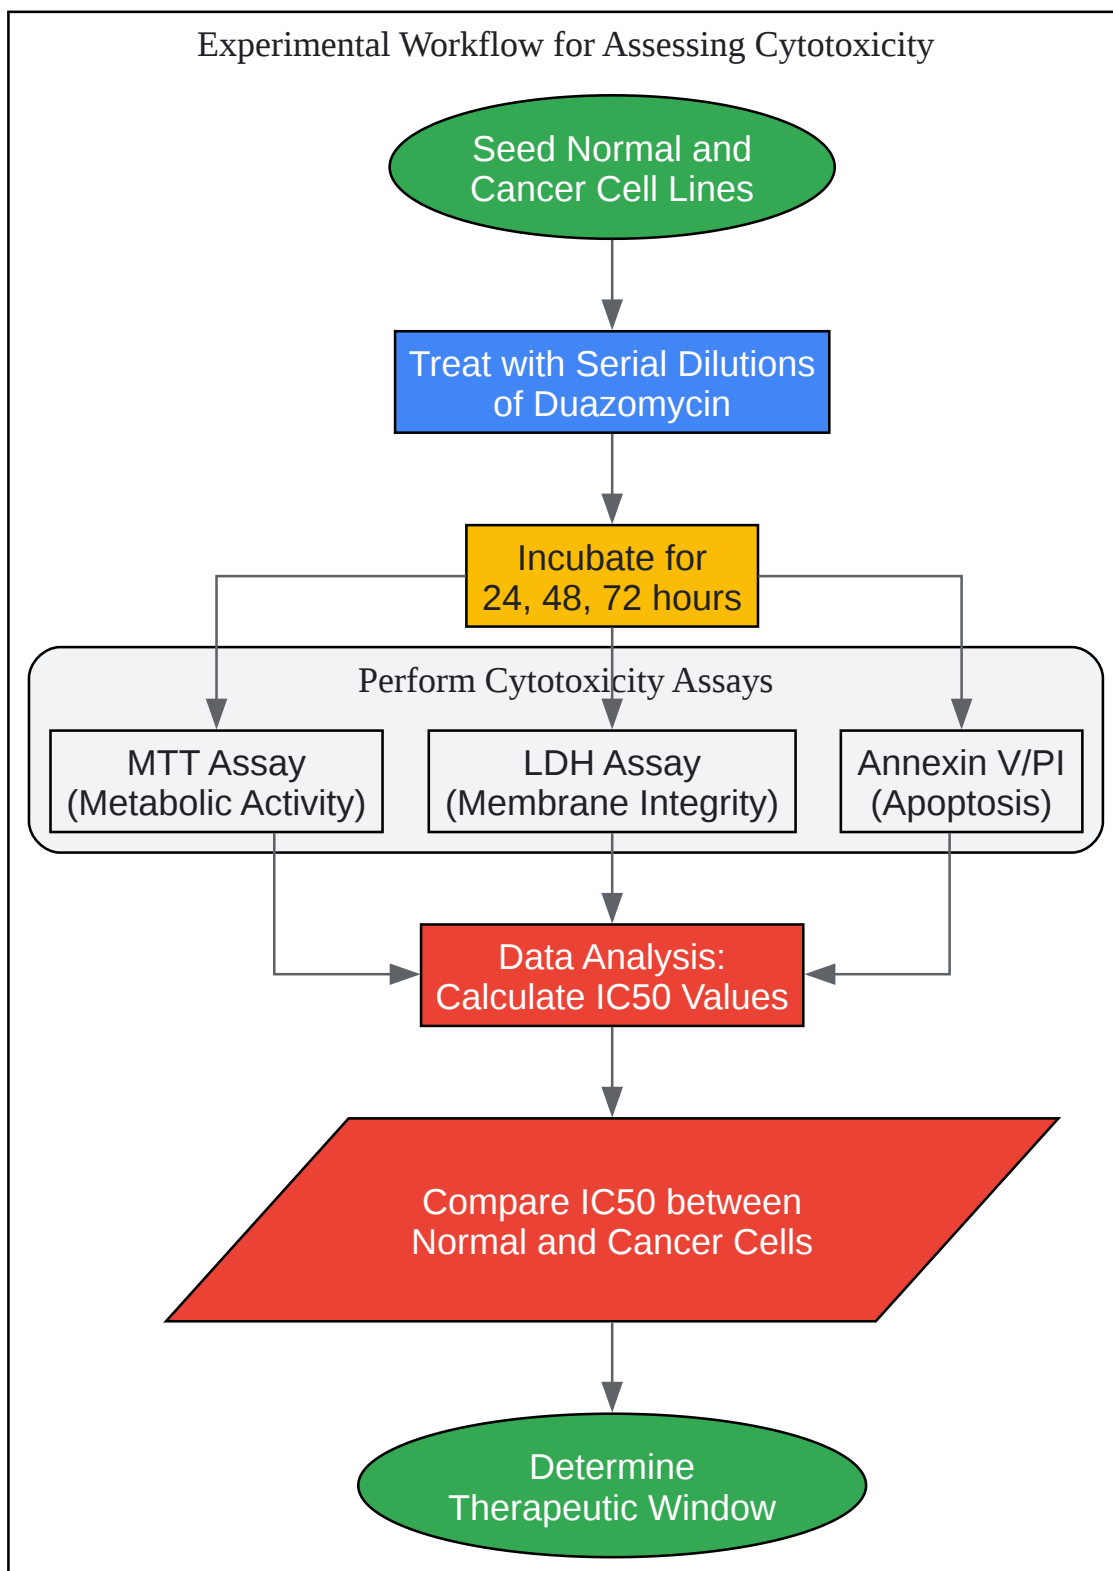 Experimental Workflow for Assessing Cytotoxicity
Seed Normal and
Cancer Cell Lines
Treat with Serial Dilutions
of Duazomycin
Incubate for
24, 48, 72 hours
Perform Cytotoxicity Assays
MTT Assay
(Metabolic Activity)
LDH Assay
(Membrane Integrity)
Annexin V/PI
(Apoptosis)
Data Analysis:
Calculate IC50 Values
Compare IC50 between
Normal and Cancer Cells
Determine
Therapeutic Window